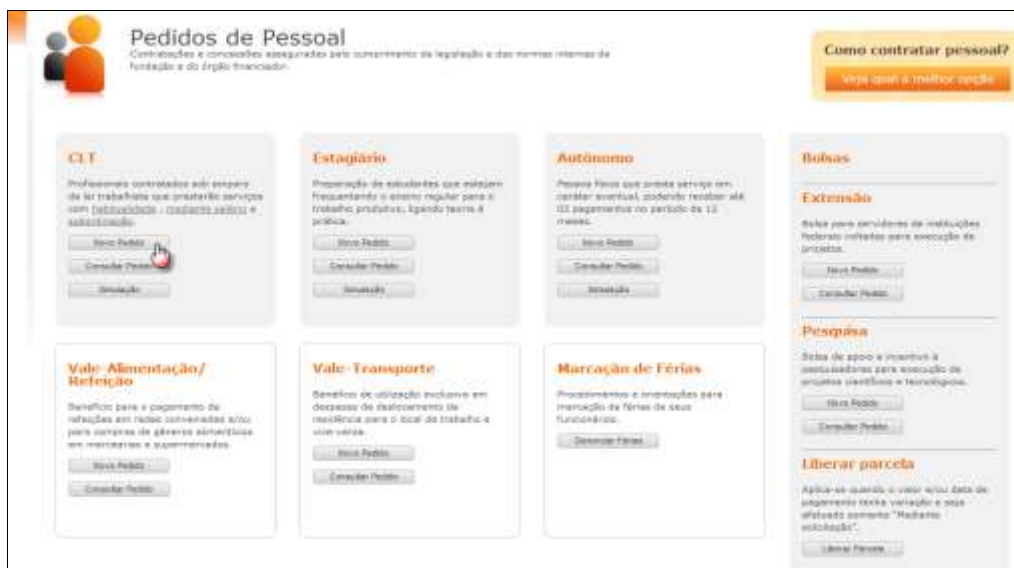 Pedidos de Pessoal
Contratações e concessões asseguradas pelo cumprimento da legislação e das normas internas da
fundação e do órgão financiador.
Como contratar pessoal?
Veja qual a melhor opção
CLT
Profissionais contratados sob amparo
da lei trabalhista que prestarão serviços
com habitualidade , mediante salário e
subordinação.
Novo Pedido
Consultar Pedido
Simulação
Estagiário
Preparação de estudantes que estejam
frequentando o ensino regular para o
trabalho produtivo, ligando teoria à
prática.
Novo Pedido
Consultar Pedido
Simulação
Autônomo
Pessoa física que presta serviço em
caráter eventual, podendo receber até
03 pagamentos no período de 12
meses.
Novo Pedido
Consultar Pedido
Simulação
Bolsas
Extensão
Bolsa para servidores de instituições
federais voltadas para execução de
projetos.
Novo Pedido
Consultar Pedido
Pesquisa
Bolsa de apoio e incentivo à
pesquisadores para execução de
projetos científicos e tecnológicos.
Novo Pedido
Consultar Pedido
Liberar parcela
Aplica-se quando o valor e/ou data de
pagamento tenha variação e seja
efetuado somente "Mediante
solicitação".
Liberar Parcela
Vale-Alimentação/
Refeição
Benefício para o pagamento de
refeições em redes conveniadas e/ou
para compras de gêneros alimentícios
em mercearias e supermercados.
Novo Pedido
Consultar Pedido
Vale-Transporte
Benefício de utilização exclusiva em
despesas de deslocamento da
residência para o local de trabalho e
vice-versa.
Novo Pedido
Consultar Pedido
Marcação de Férias
Procedimentos e orientações para
marcação de férias de seus
funcionários.
Gerenciar Férias